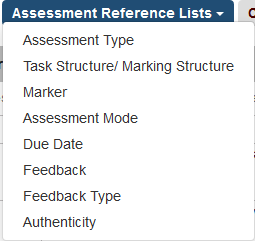 Assessment Reference Lists
Assessment Type
Task Structure/ Marking Structure
Marker
Assessment Mode
Due Date
Feedback
Feedback Type
Authenticity